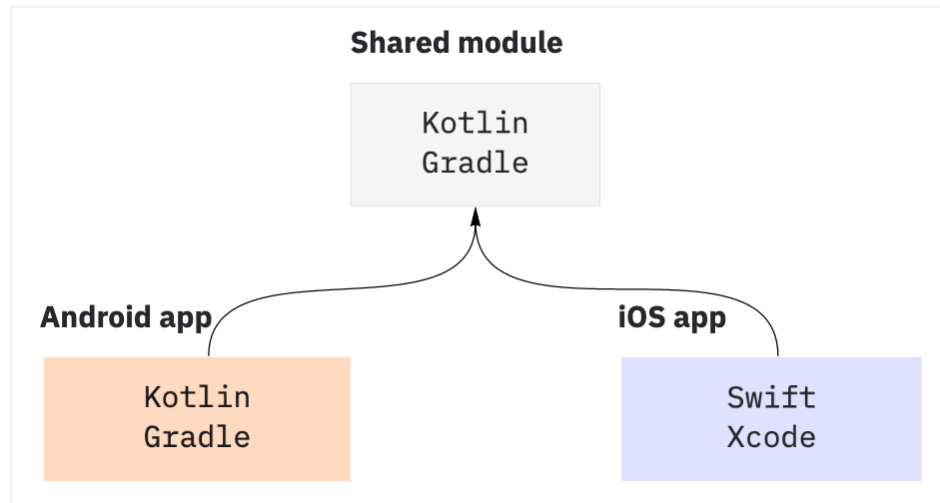 Shared module
Kotlin
Gradle
Android app
Kotlin
Gradle
iOS app
Swift
Xcode